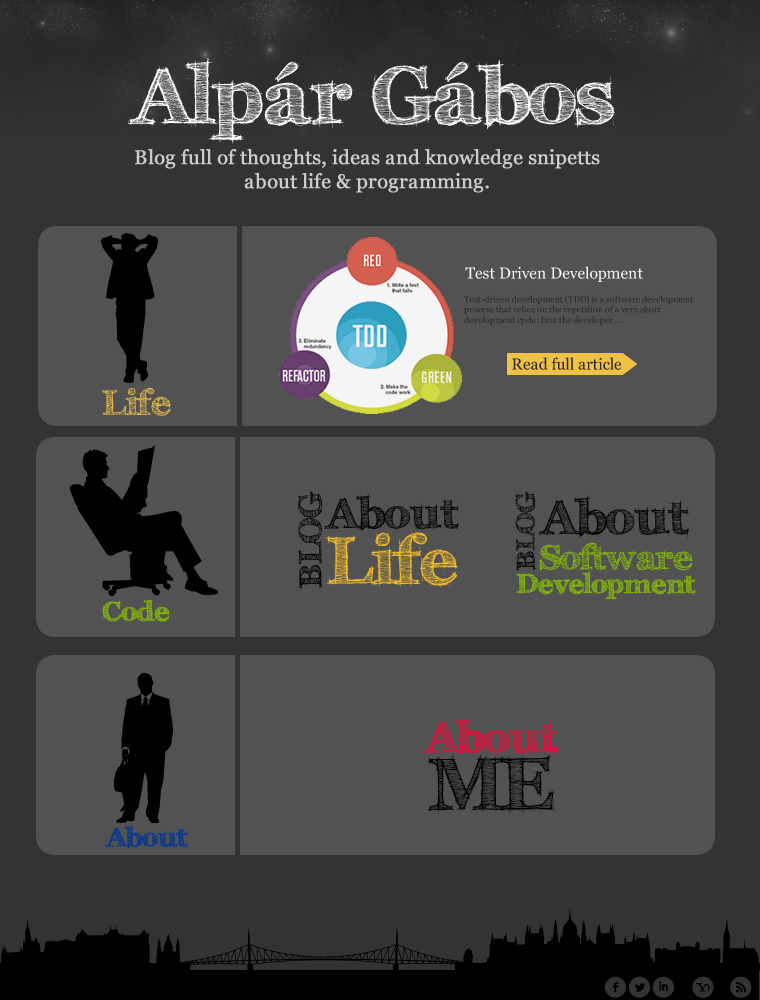 Alpár Gábos
Blog full of thoughts, ideas and knowledge snipetts
about life & programming.
Life
RED
1. Write a test
that fails
TDD
3. Eliminate
redundancy
REFACTOR
GREEN
2. Make the
code work
Test Driven Development
Test-driven development (TDD) is a software development
process that relies on the repetition of a very short
development cycle: first the developer ...
Read full article
Code
BLOG
About
Life
BLOG
About
Software
Development
About
About
ME